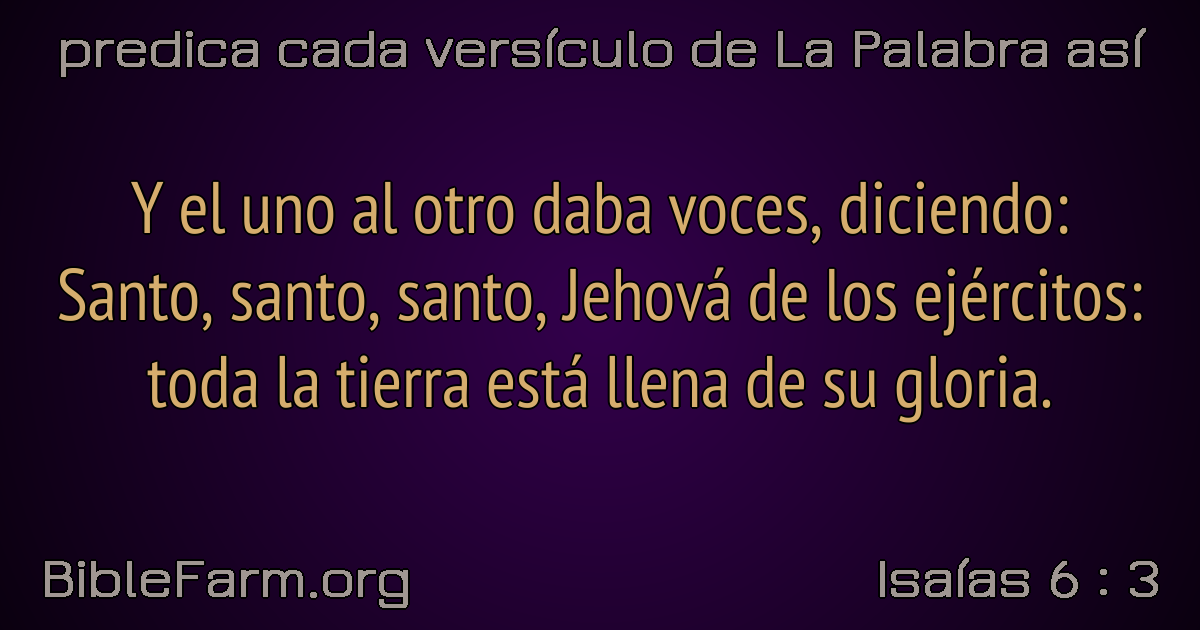 predica cada versículo de La Palabra así
Y el uno al otro daba voces, diciendo:
Santo, santo, santo, Jehová de los ejércitos:
toda la tierra está llena de su gloria.
BibleFarm.org
Isaías 6 : 3